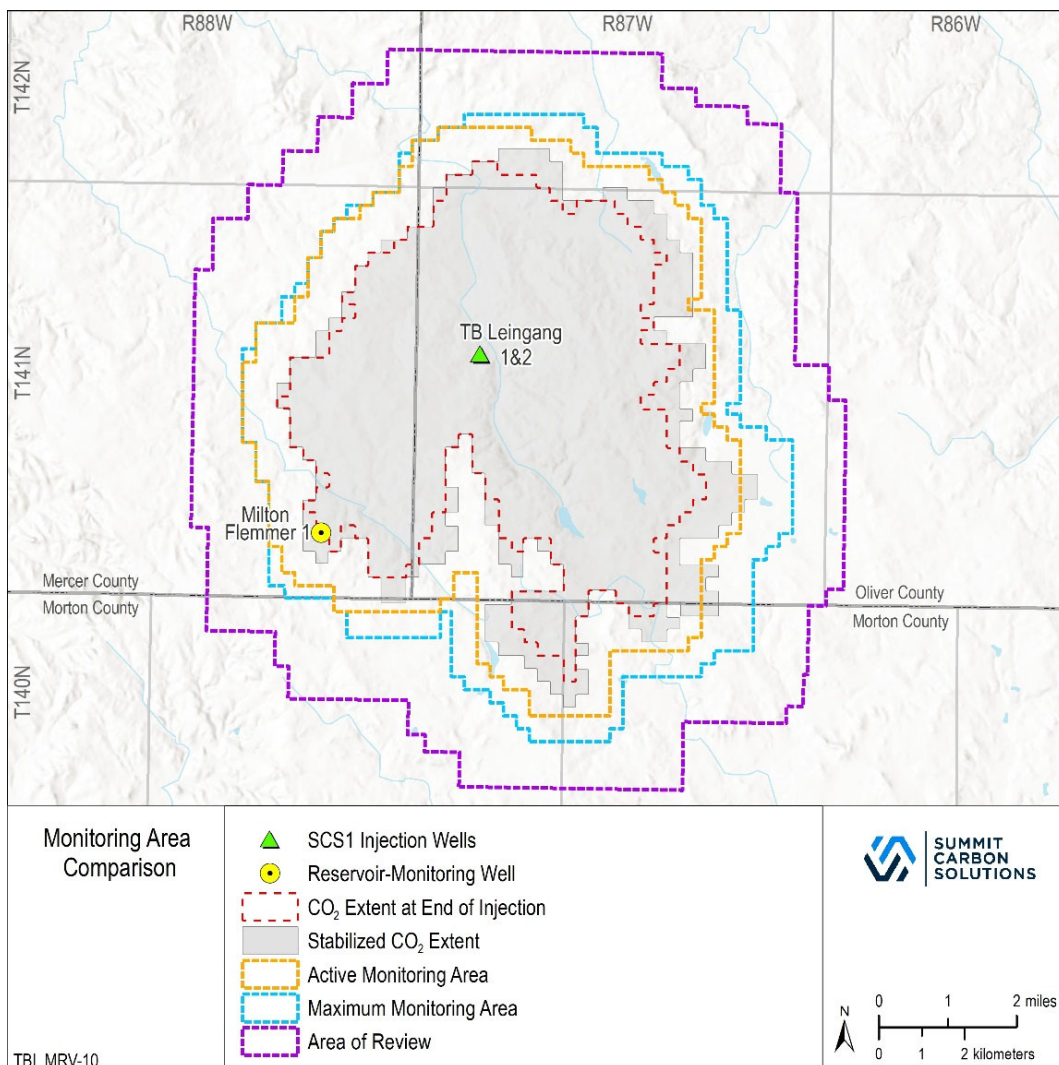 R88W
R87W
R86W
T142N
T141N
T140N
TB Leingang
1&2
Milton
Flemmer 1
Mercer County
Morton County
Oliver County
Morton County
Monitoring Area
Comparison
TBL MRV-10
SCS1 Injection Wells
Reservoir-Monitoring Well
CO₂ Extent at End of Injection
Stabilized CO₂ Extent
Active Monitoring Area
Maximum Monitoring Area
Area of Review
SUMMIT
CARBON
SOLUTIONS
N
0 1 2 miles
0 1 2 kilometers